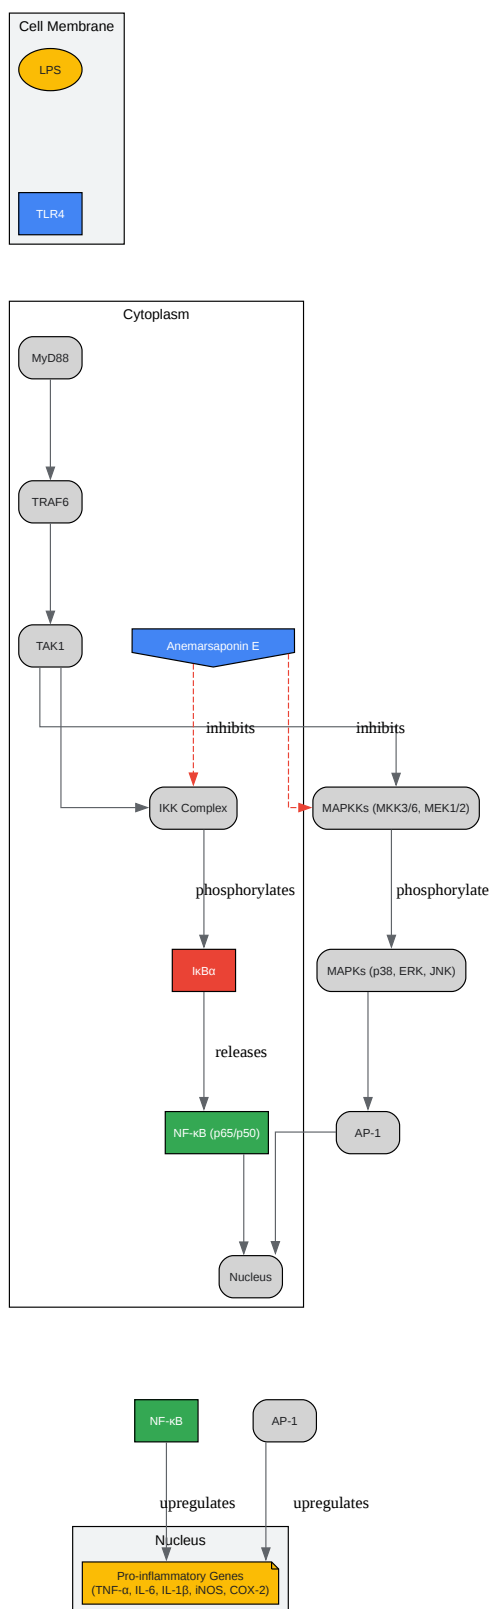 Cell Membrane
LPS
TLR4
Cytoplasm
MyD88
TRAF6
TAK1
Anemarsaponin E
inhibits
inhibits
IKK Complex
MAPKKs (MKK3/6, MEK1/2)
phosphorylates
phosphorylate
IκBα
MAPKs (p38, ERK, JNK)
releases
NF-κB (p65/p50)
AP-1
Nucleus
NF-κB
AP-1
upregulates
upregulates
Nucleus
Pro-inflammatory Genes
(TNF-α, IL-6, IL-1β, iNOS, COX-2)